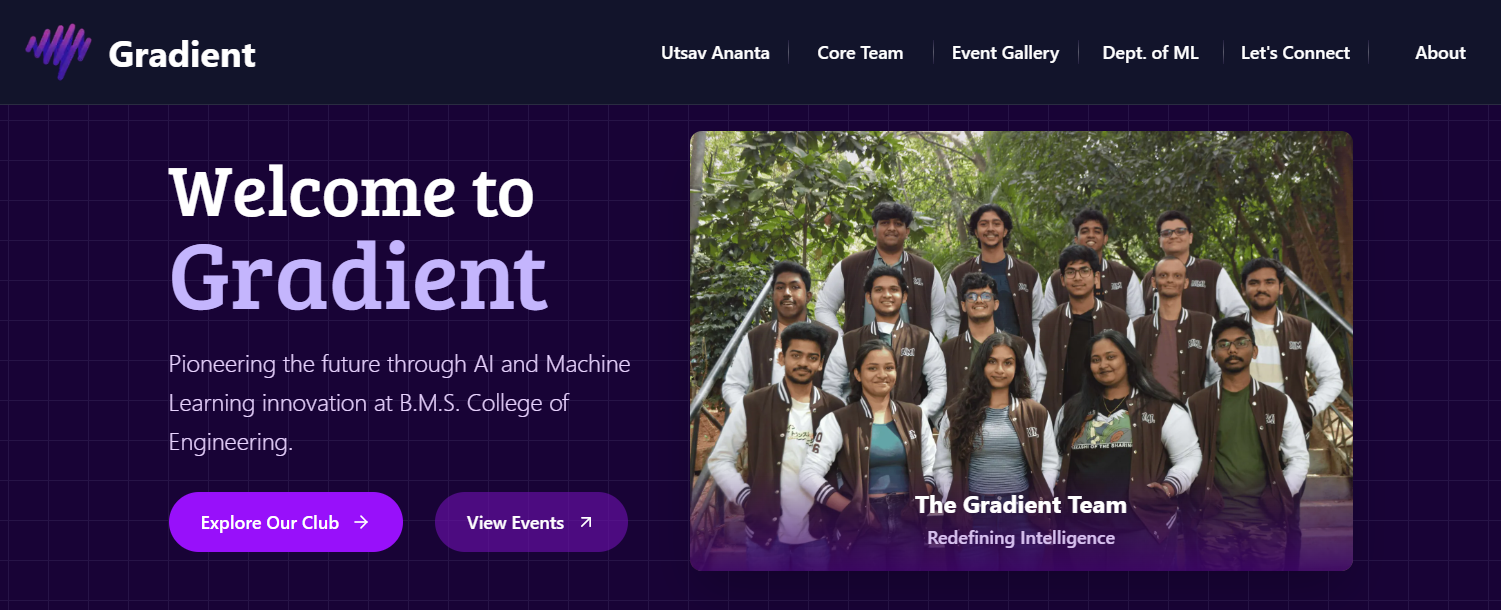 Gradient
Utsav Ananta
Core Team
Event Gallery
Dept. of ML
Let's Connect
About
Welcome to
Gradient
Pioneering the future through AI and Machine
Learning innovation at B.M.S. College of
Engineering.
Explore Our Club
View Events
The Gradient Team
Redefining Intelligence